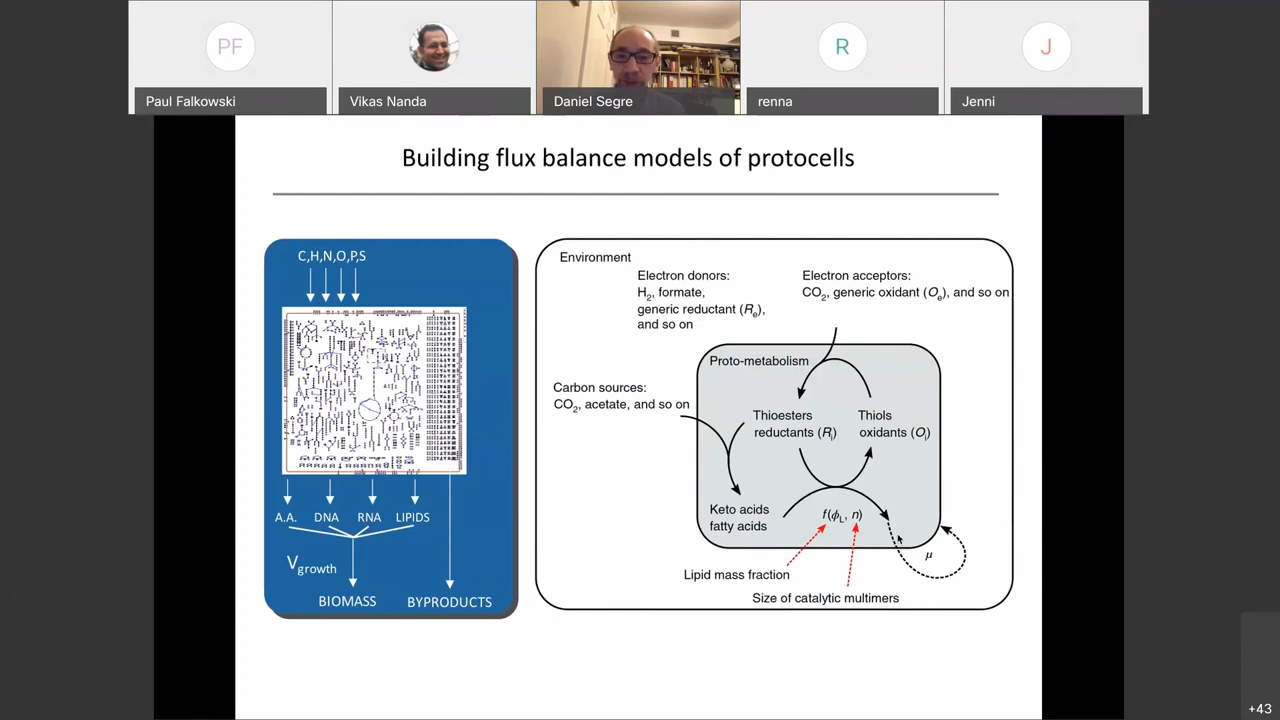 PF
R
J
Paul Falkowski
Vikas Nanda
Daniel Segre
renna
Jenni
Building flux balance models of protocells
C,H,N,O,P,S
A.A. DNA RNA LIPIDS
Vgrowth
BIOMASS BYPRODUCTS
Environment
Electron donors:
H2, formate,
generic reductant (Re),
and so on
Electron acceptors:
CO2, generic oxidant (Oe), and so on
Proto-metabolism
Carbon sources:
CO2, acetate, and so on
Thioesters
reductants (Ri)
Thiols
oxidants (Oi)
Keto acids
fatty acids
f(ϕL, n)
μ
Lipid mass fraction
Size of catalytic multimers
+43